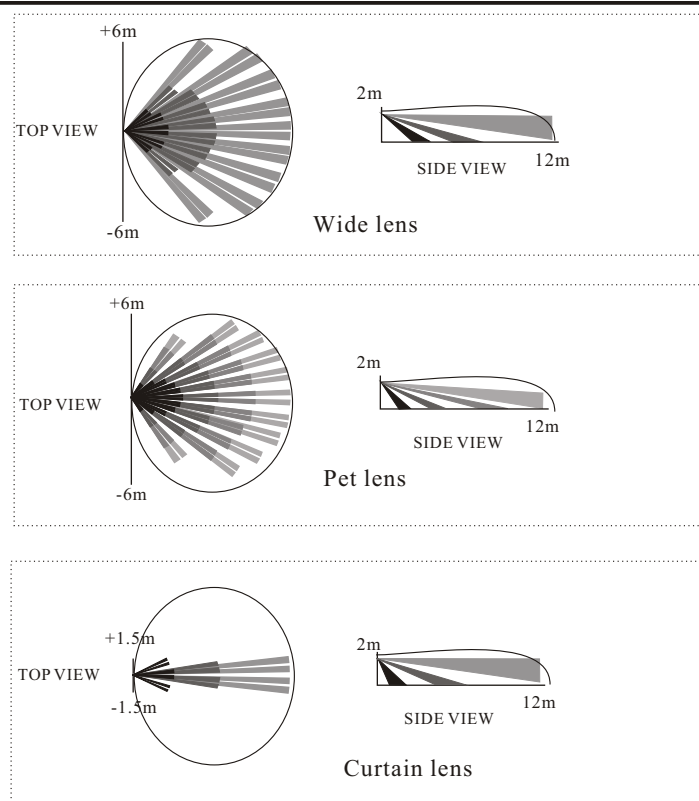 +6m
TOP VIEW
-6m
2m
SIDE VIEW
12m
Wide lens
+6m
TOP VIEW
-6m
2m
12m
SIDE VIEW
Pet lens
+1.5m
TOP VIEW
-1.5m
2m
12m
SIDE VIEW
Curtain lens